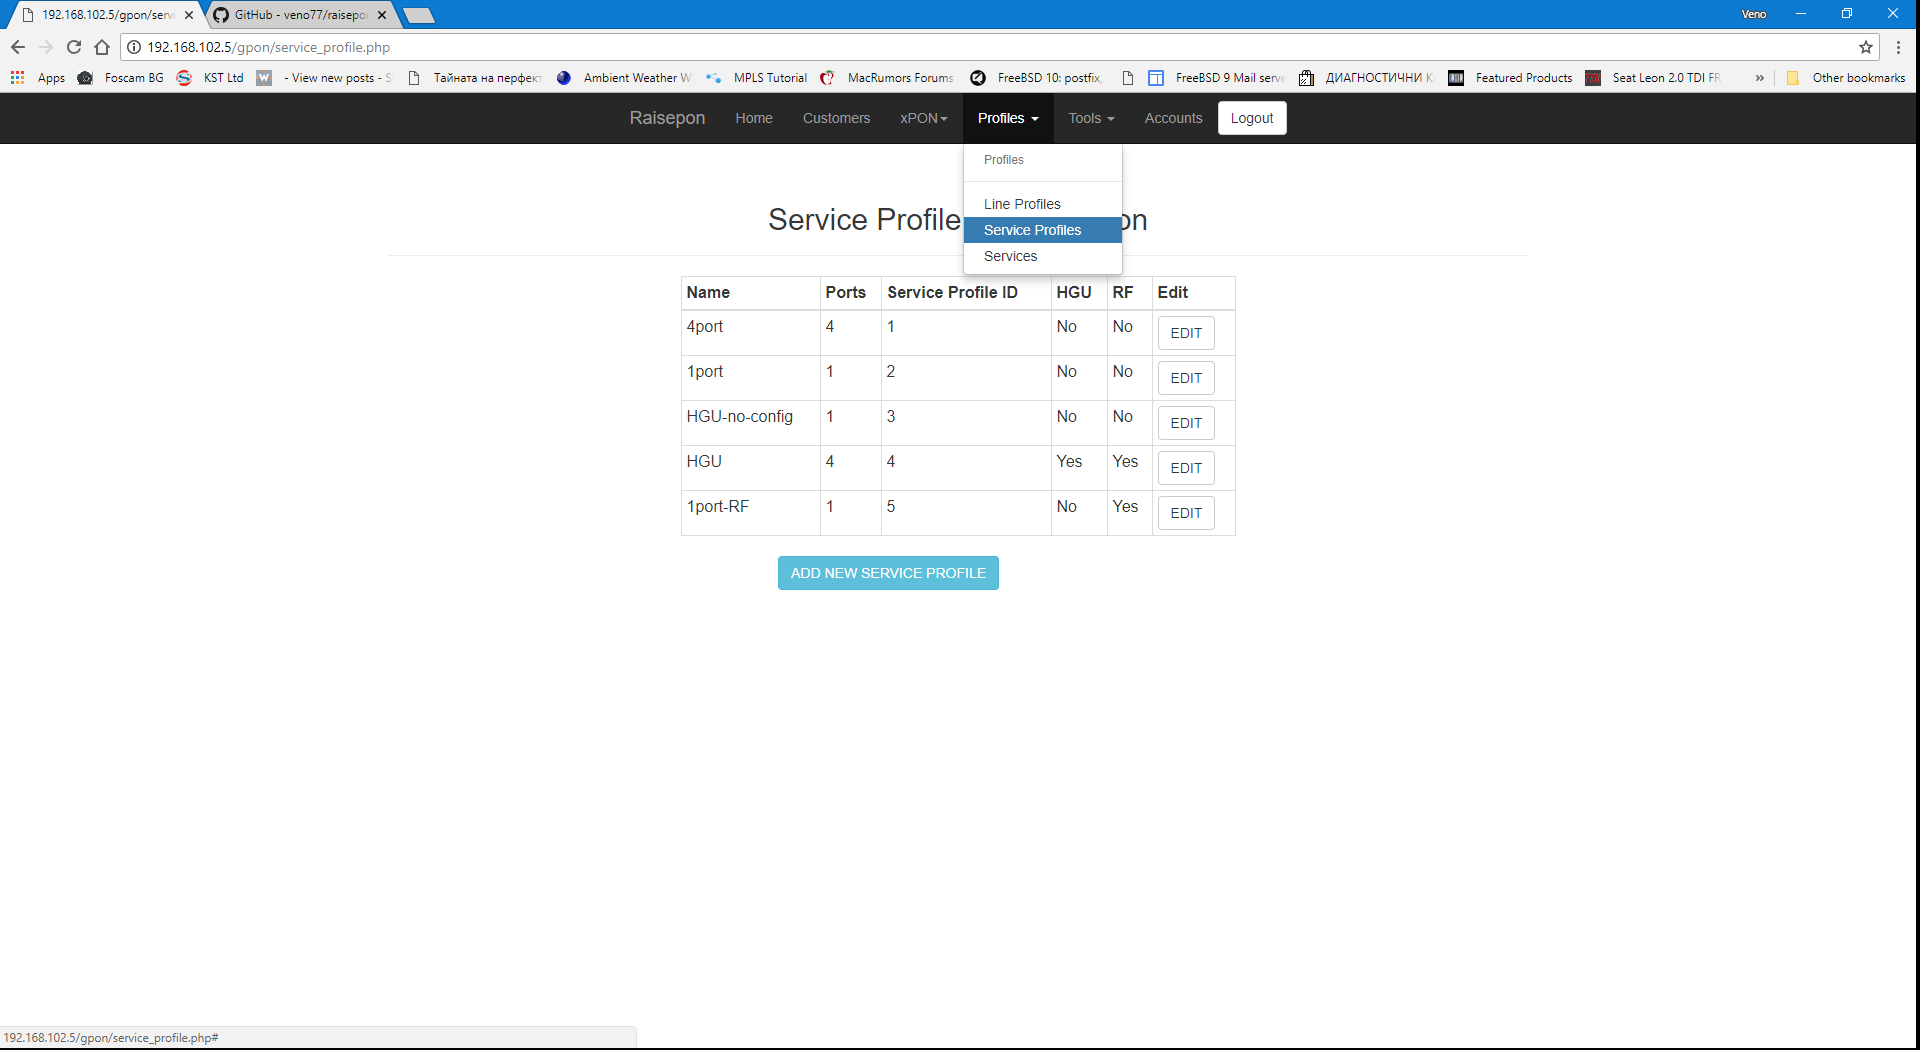 192.168.102.5/gpon/serv
GitHub - veno77/raisepo
Veno
192.168.102.5/gpon/service_profile.php
Apps
Foscam BG
KST Ltd
- View new posts - S
Тайната на перфект
Ambient Weather W
MPLS Tutorial
MacRumors Forums
FreeBSD 10: postfix,
FreeBSD 9 Mail serve
ДИАГНОСТИЧНИ К
Featured Products
Seat Leon 2.0 TDI FR
»
Other bookmarks
Raisepon
Home
Customers
xPON
Profiles
Tools
Accounts
Logout
Profiles
Line Profiles
Service Profiles
Services
Service Profile on
Name Ports Service Profile ID HGU RF Edit
4port 4 1 No No EDIT
1port 1 2 No No EDIT
HGU-no-config 1 3 No No EDIT
HGU 4 4 Yes Yes EDIT
1port-RF 1 5 No Yes EDIT
ADD NEW SERVICE PROFILE
192.168.102.5/gpon/service_profile.php#